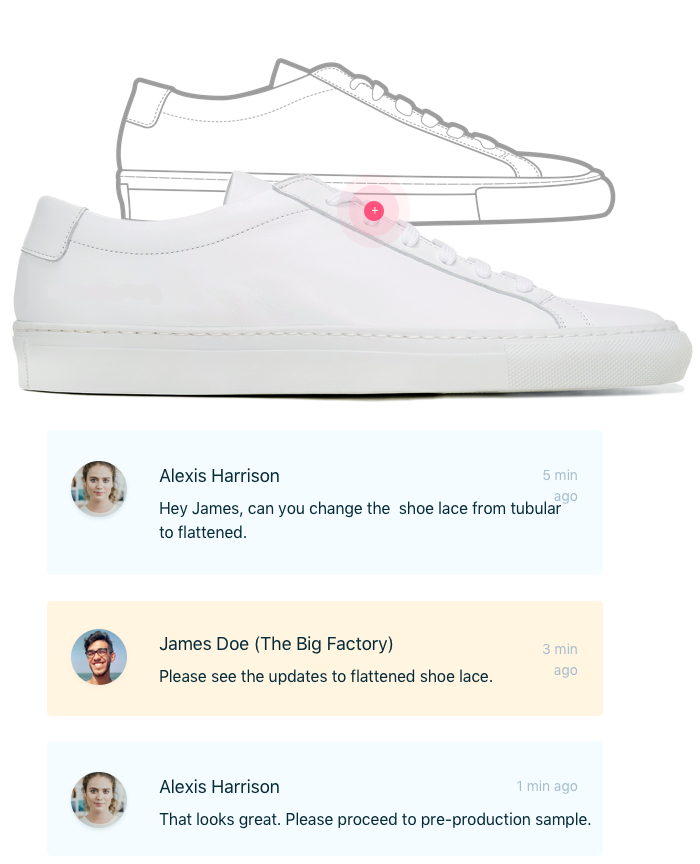 Alexis Harrison
5 min
ago
Hey James, can you change the  shoe lace from tubular
to flattened.
James Doe (The Big Factory)
3 min
ago
Please see the updates to flattened shoe lace.
Alexis Harrison
1 min ago
That looks great. Please proceed to pre-production sample.